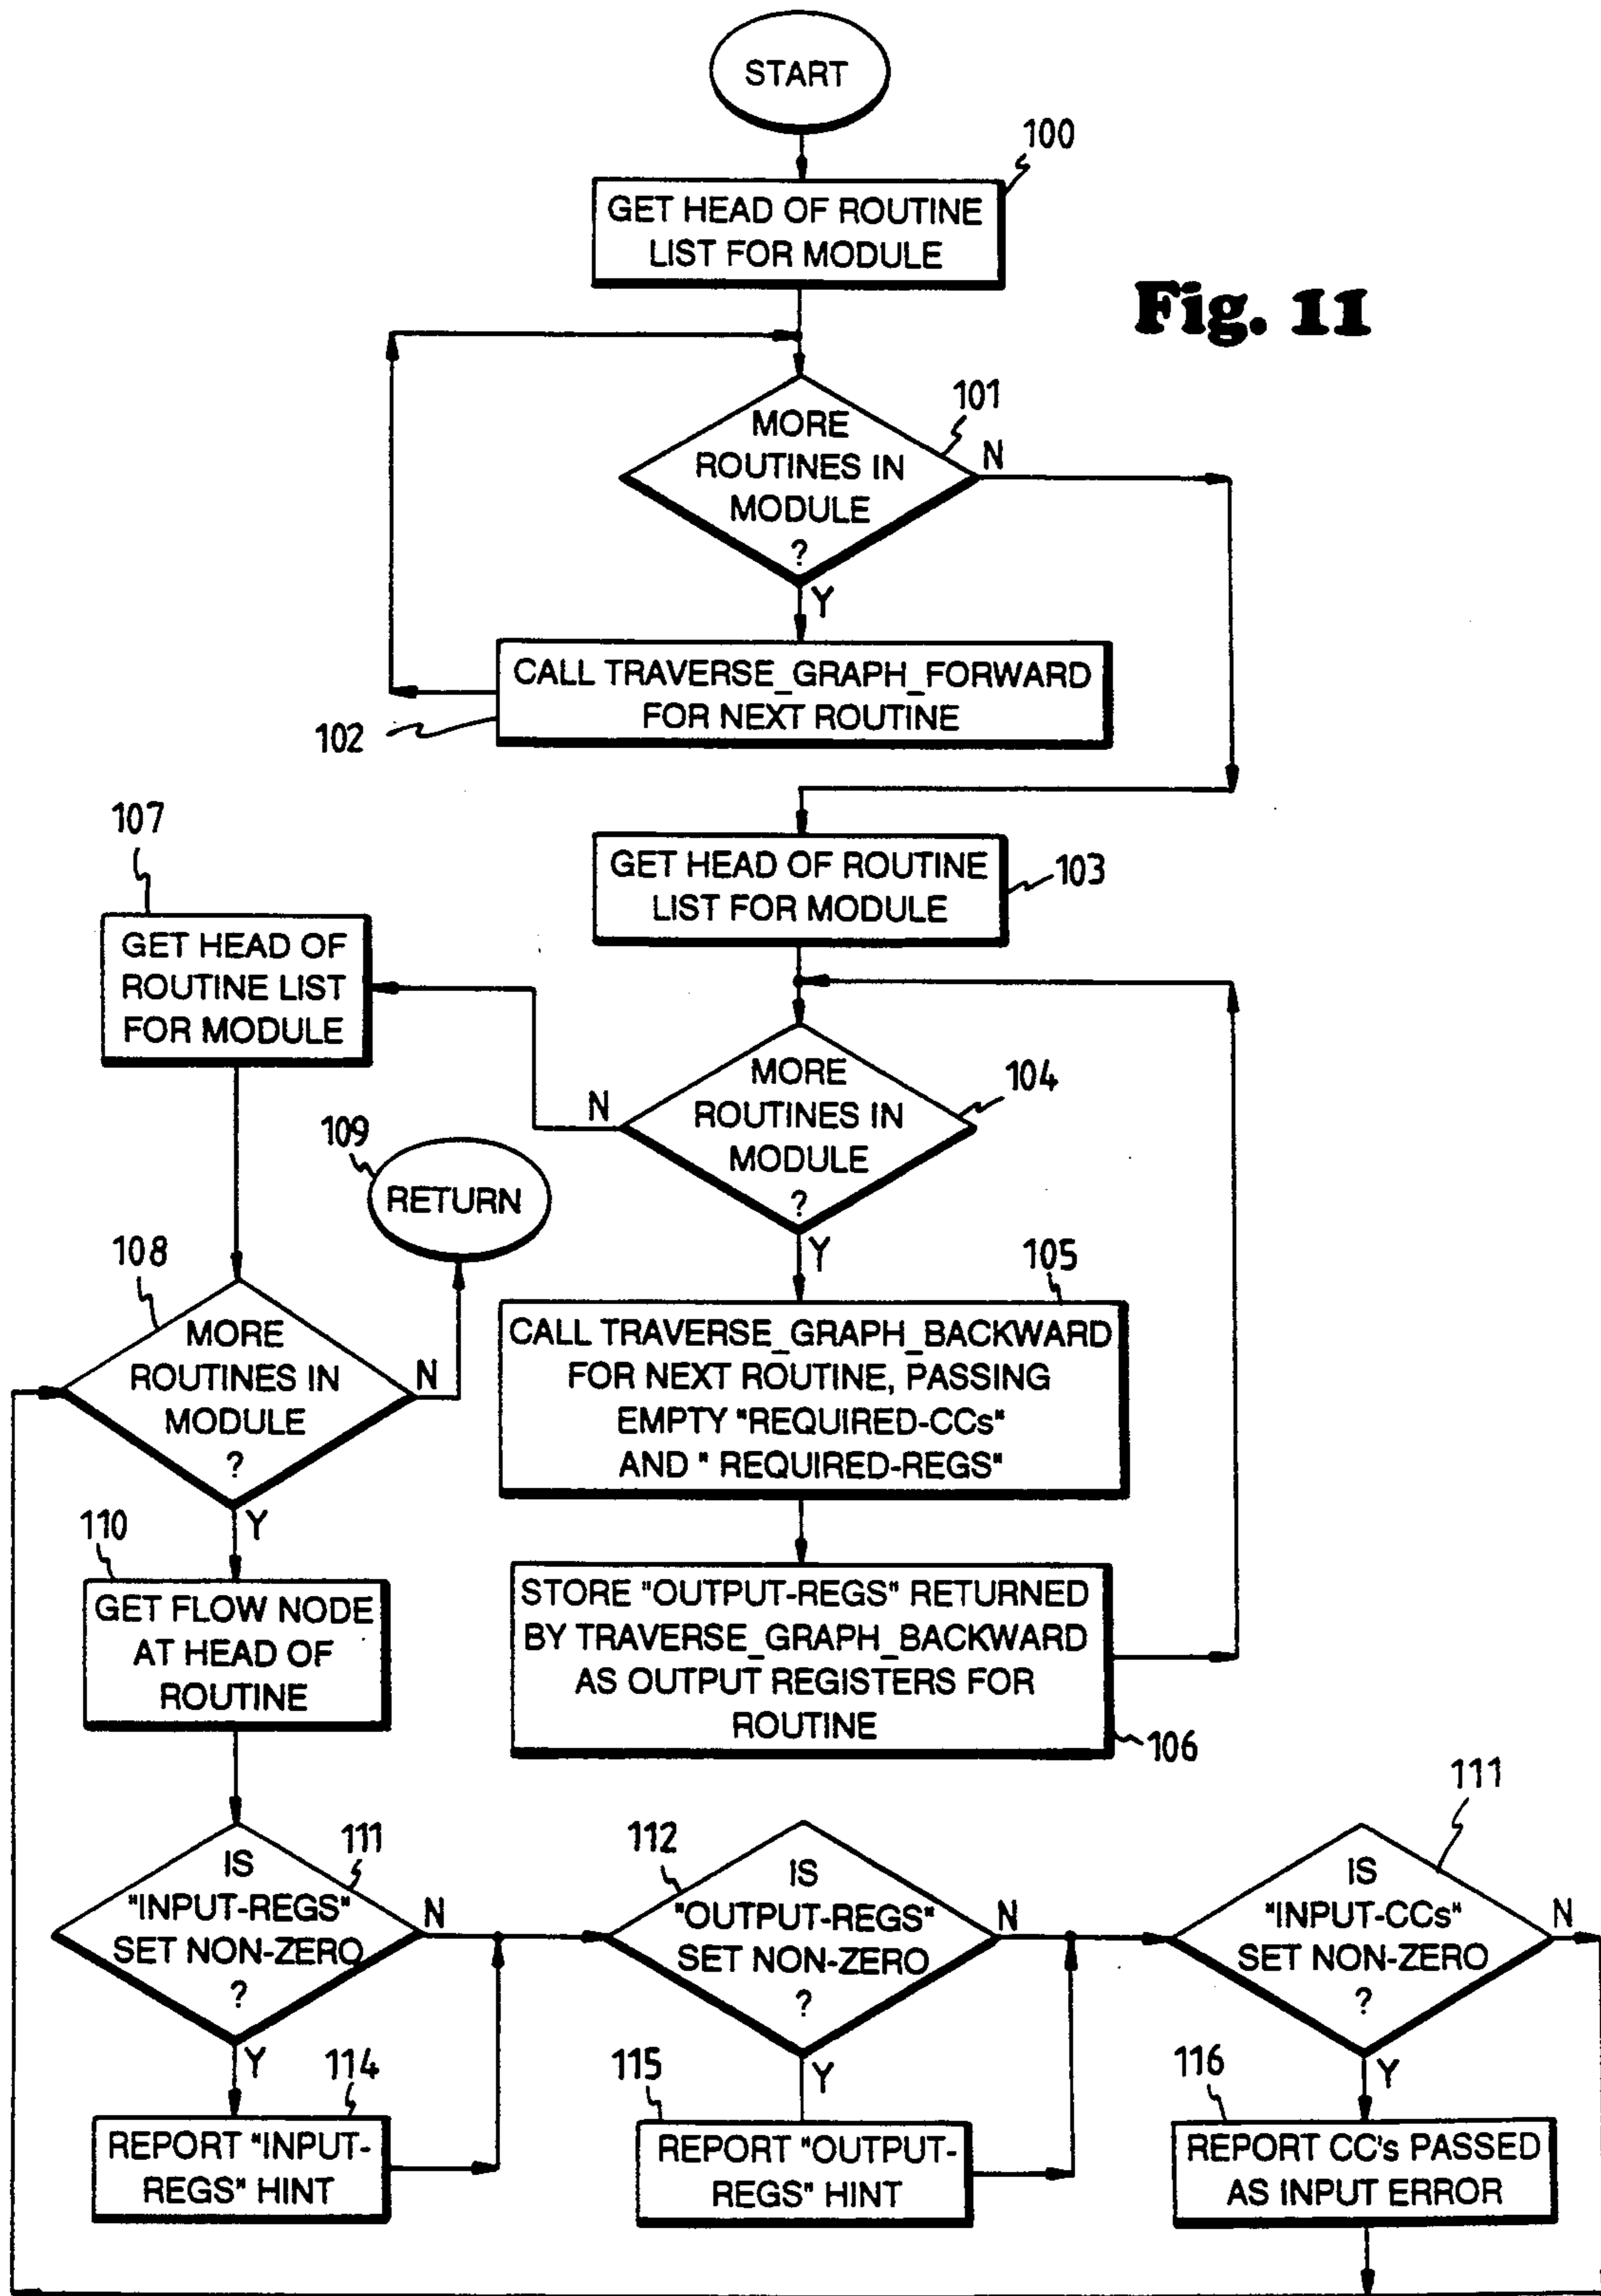 START
100
GET HEAD OF ROUTINE
LIST FOR MODULE
Fig. 11
101
MORE
ROUTINES IN
MODULE
?
N
Y
CALL TRAVERSE_GRAPH_FORWARD
FOR NEXT ROUTINE
102
107
GET HEAD OF ROUTINE
LIST FOR MODULE
103
GET HEAD OF
ROUTINE LIST
FOR MODULE
MORE
ROUTINES IN
MODULE
?
104
N
Y
109
RETURN
108
MORE
ROUTINES IN
MODULE
?
N
Y
105
CALL TRAVERSE_GRAPH_BACKWARD
FOR NEXT ROUTINE, PASSING
EMPTY "REQUIRED-CCs"
AND " REQUIRED-REGS"
110
GET FLOW NODE
AT HEAD OF
ROUTINE
STORE "OUTPUT-REGS" RETURNED
BY TRAVERSE_GRAPH_BACKWARD
AS OUTPUT REGISTERS FOR
ROUTINE
106
111
IS
"INPUT-REGS"
SET NON-ZERO
?
N
Y
112
IS
"OUTPUT-REGS"
SET NON-ZERO
?
N
Y
111
IS
"INPUT-CCs"
SET NON-ZERO
?
N
Y
114
REPORT "INPUT-
REGS" HINT
115
REPORT "OUTPUT-
REGS" HINT
116
REPORT CC's PASSED
AS INPUT ERROR